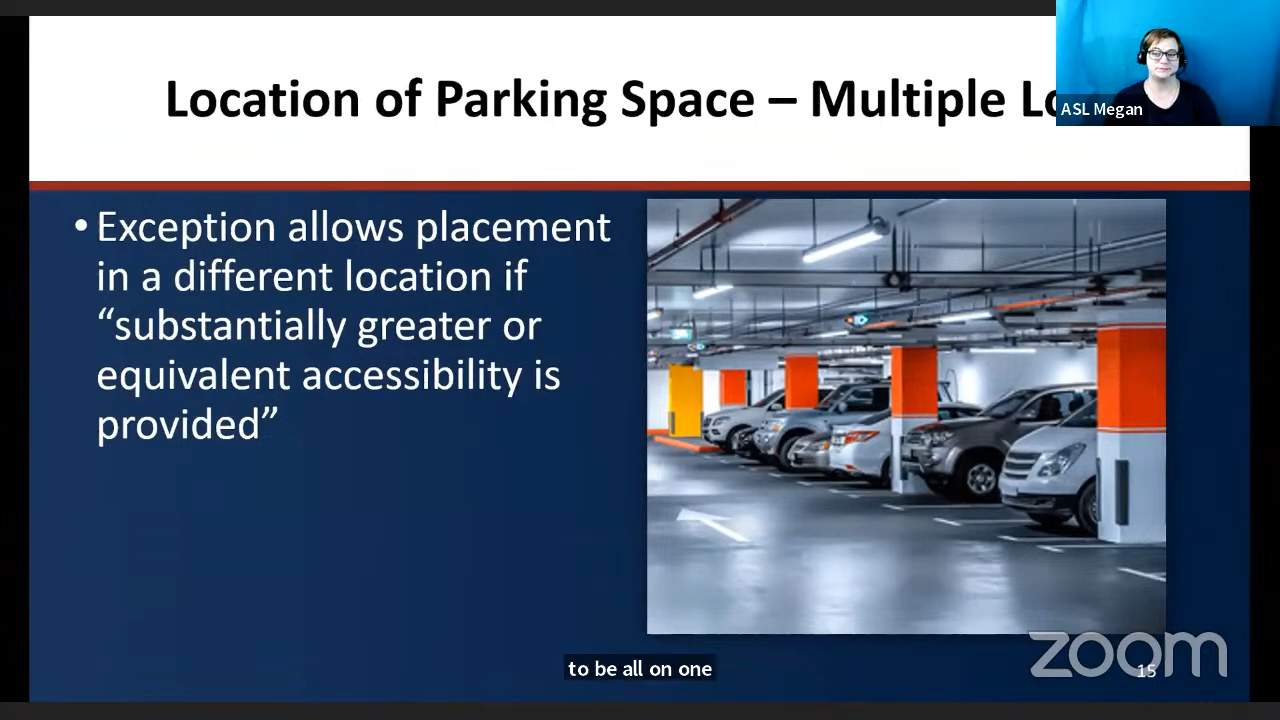 Location of Parking Space – Multiple
ASL Megan
• Exception allows placement
in a different location if
“substantially greater or
equivalent accessibility is
provided”
to be all on one
zoom
15